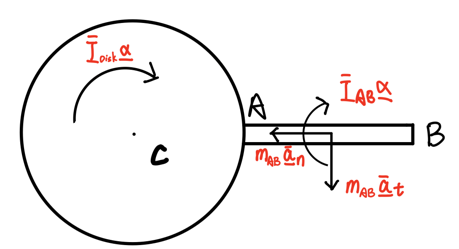 Ī_Disk α
A
Ī_AB α
B
C
m_AB ā_n
m_AB ā_t